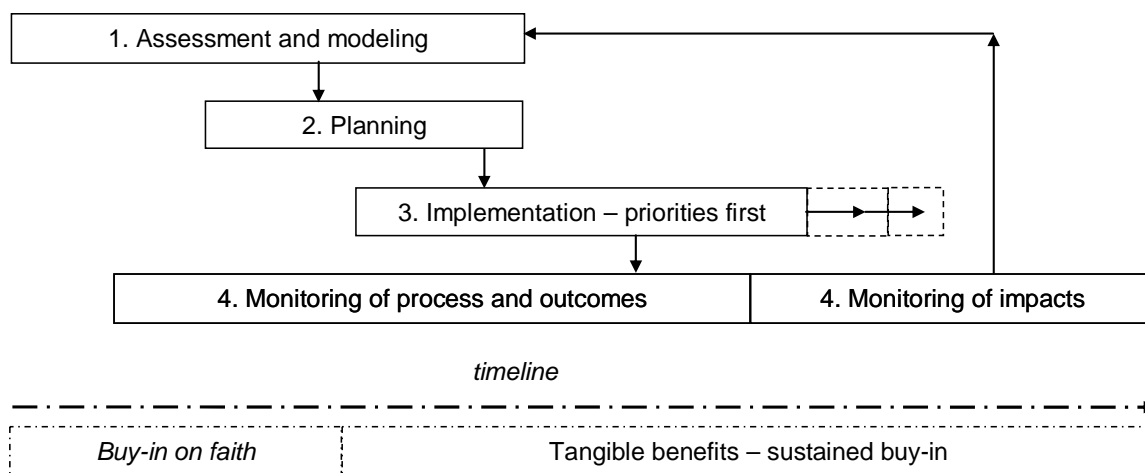 1. Assessment and modeling
2. Planning
3. Implementation – priorities first
4. Monitoring of process and outcomes
4. Monitoring of impacts
timeline
Buy-in on faith
Tangible benefits – sustained buy-in